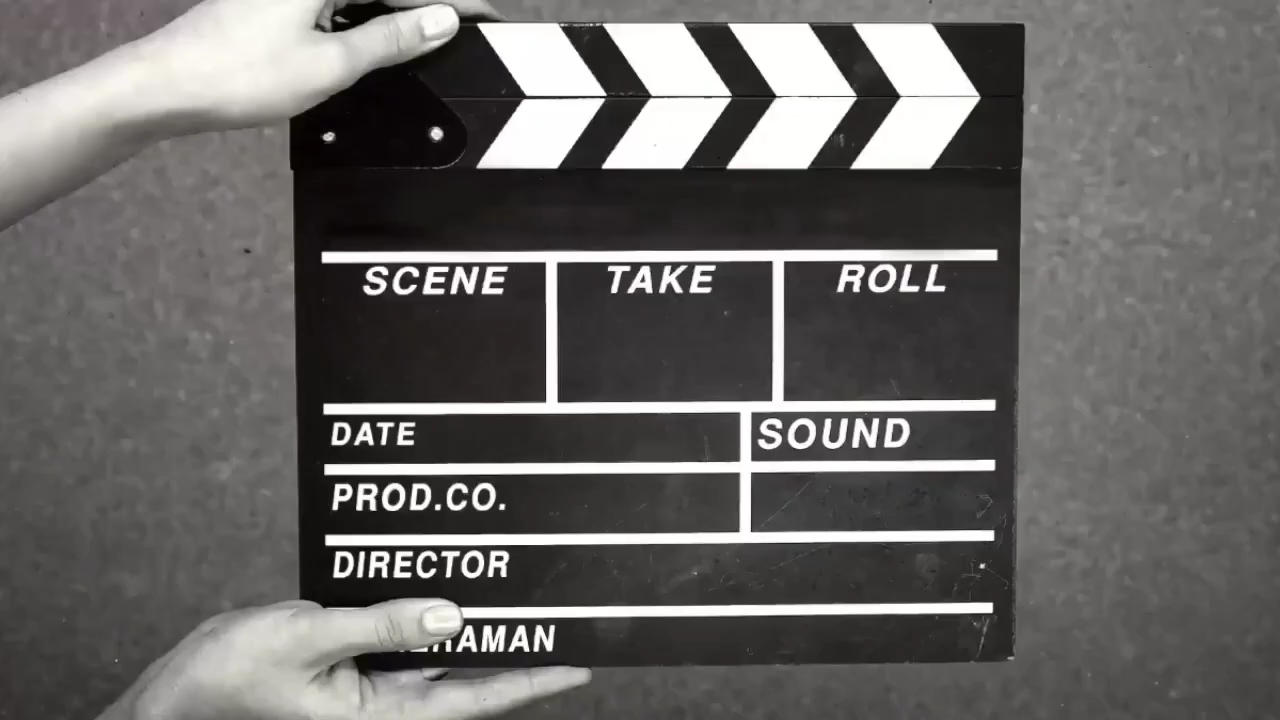 SCENE TAKE ROLL
DATE SOUND
PROD.CO.
DIRECTOR